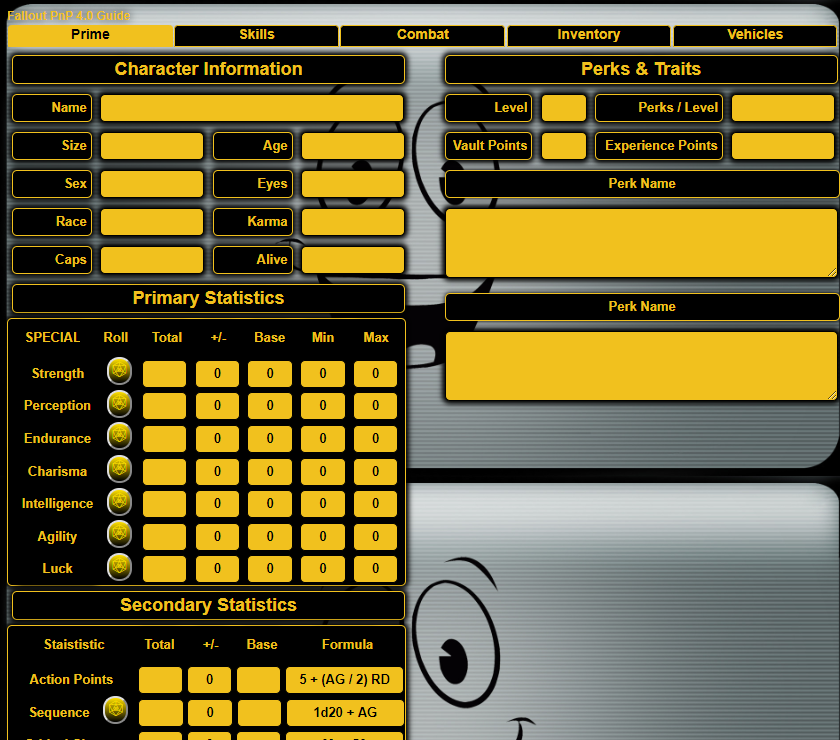 Fallout PnP 4.0 Guide
Prime Skills Combat Inventory Vehicles
Character Information
Name
Size Age
Sex Eyes
Race Karma
Caps Alive
Perks & Traits
Level Perks / Level
Vault Points Experience Points
Perk Name
Perk Name
Primary Statistics
SPECIAL Roll Total +/- Base Min Max
Strength 0 0 0 0
Perception 0 0 0 0
Endurance 0 0 0 0
Charisma 0 0 0 0
Intelligence 0 0 0 0
Agility 0 0 0 0
Luck 0 0 0 0
Secondary Statistics
Staististic Total +/- Base Formula
Action Points 0 5 + (AG / 2) RD
Sequence 0 1d20 + AG